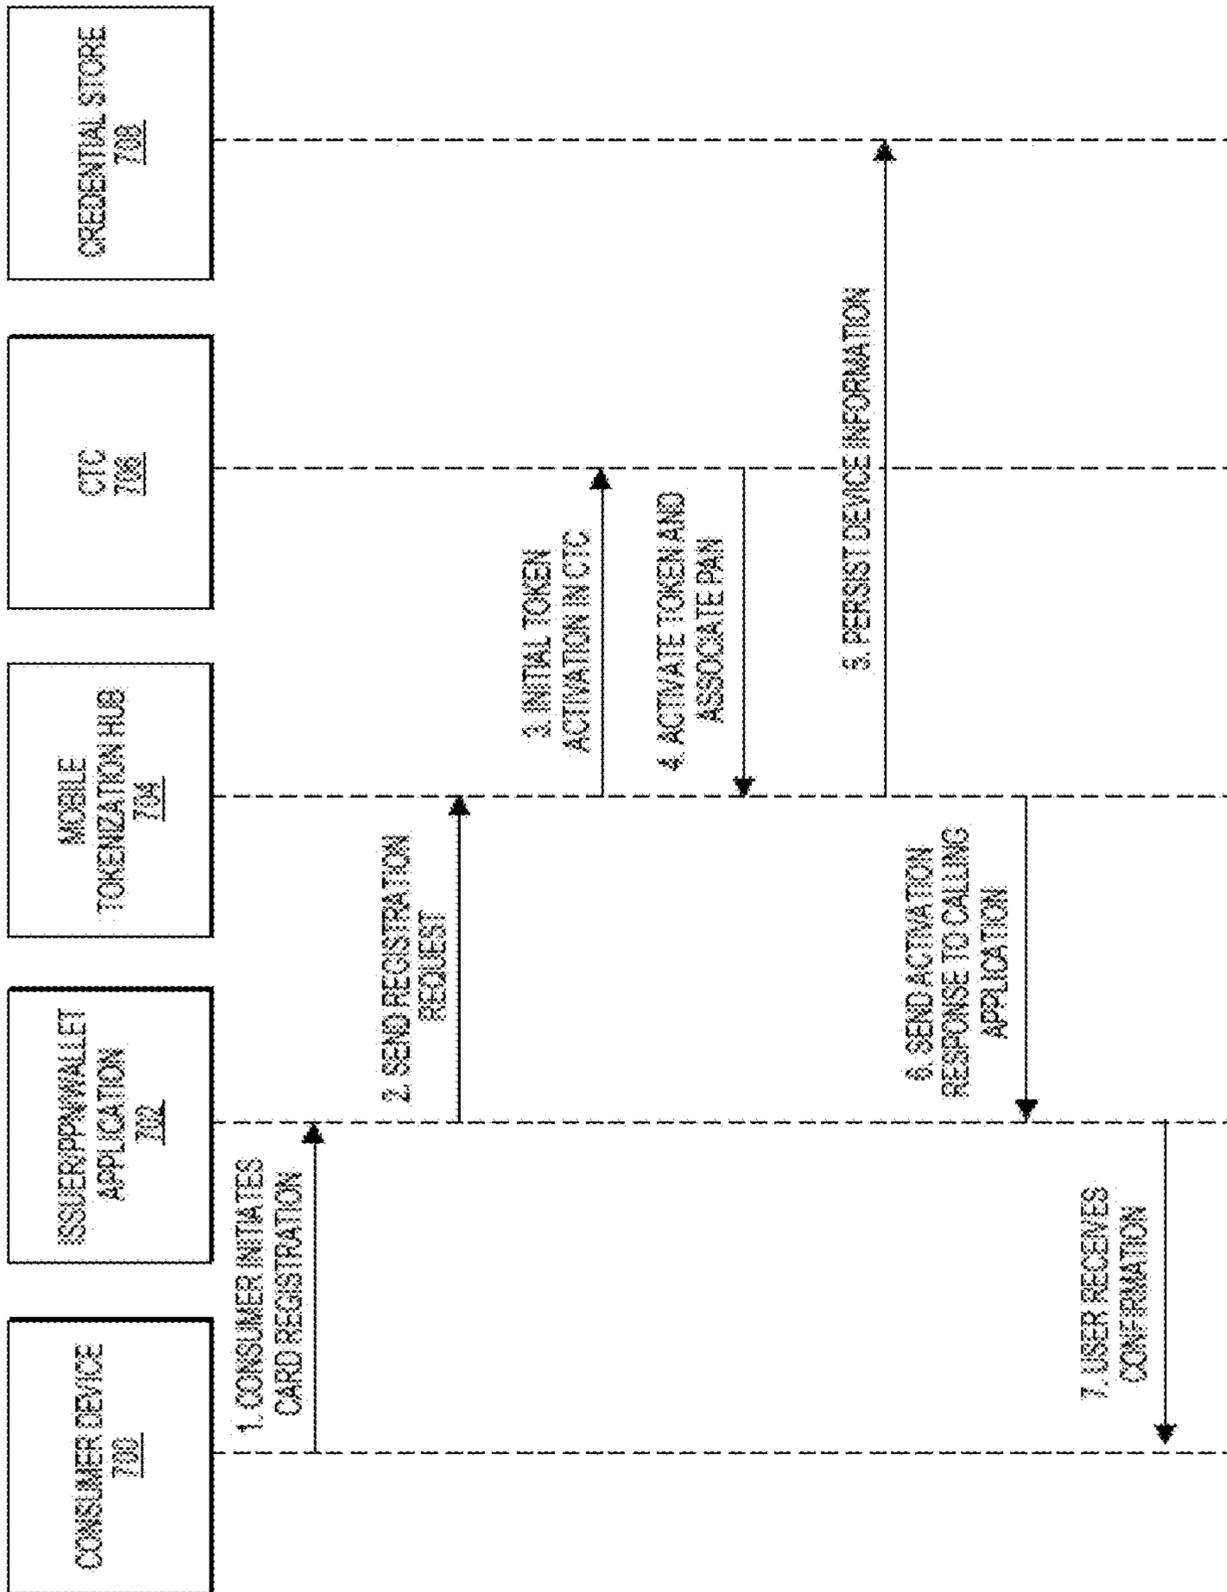 CONSUMER DEVICE
700
ISSUER/PPN/WALLET
APPLICATION
702
MOBILE
TOKENIZATION HUB
704
CTC
706
CREDENTIAL STORE
708
1. CONSUMER INITIATES
CARD REGISTRATION
2. SEND REGISTRATION
REQUEST
3. INITIAL TOKEN
ACTIVATION IN CTC
4. ACTIVATE TOKEN AND
ASSOCIATE PAN
5. PERSIST DEVICE INFORMATION
6. SEND ACTIVATION
RESPONSE TO CALLING
APPLICATION
7. USER RECEIVES
CONFIRMATION